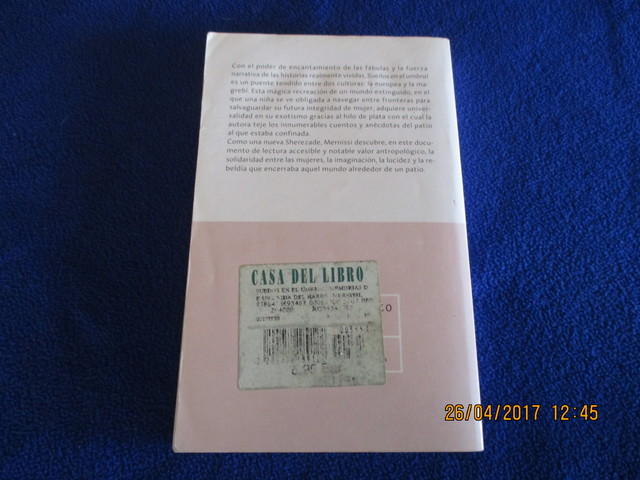 Con el poder de encantamiento de las fábulas y la fuerza
narrativa de las historias realmente vividas, Sueños en el umbral
es un puente tendido entre dos culturas: la europea y la ma-
grebí. Esta mágica recreación de un mundo extinguido, en el
que una niña se ve obligada a navegar entre fronteras para
salvaguardar su futura integridad de mujer, adquiere univer-
salidad en su exotismo gracias al hilo de plata con el cual la
autora teje los innumerables cuentos y anécdotas del patio
al que estaba confinada.
Como una nueva Sherezade, Mernissi descubre, en este docu-
mento de lectura accesible y notable valor antropológico, la
solidaridad entre las mujeres, la imaginación, la lucidez y la re-
beldía que encerraba aquel mundo alrededor de un patio.
CASA DEL LIBRO
SUEÑOS EN EL MEMORIAS D
DEL HAREM
26/04/2017 12:45